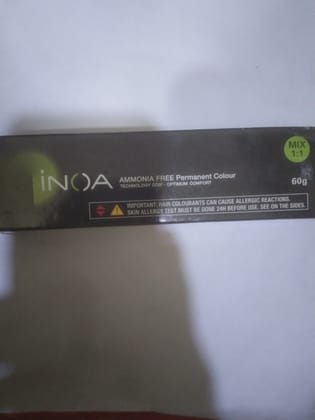 MIX
1:1
iNOA
AMMONIA FREE Permanent Colour
TECHNOLOGY ODS² - OPTIMUM COMFORT
60g
IMPORTANT: HAIR COLOURANTS CAN CAUSE ALLERGIC REACTIONS.
SKIN ALLERGY TEST MUST BE DONE 24H BEFORE USE. SEE ON THE SIDES.